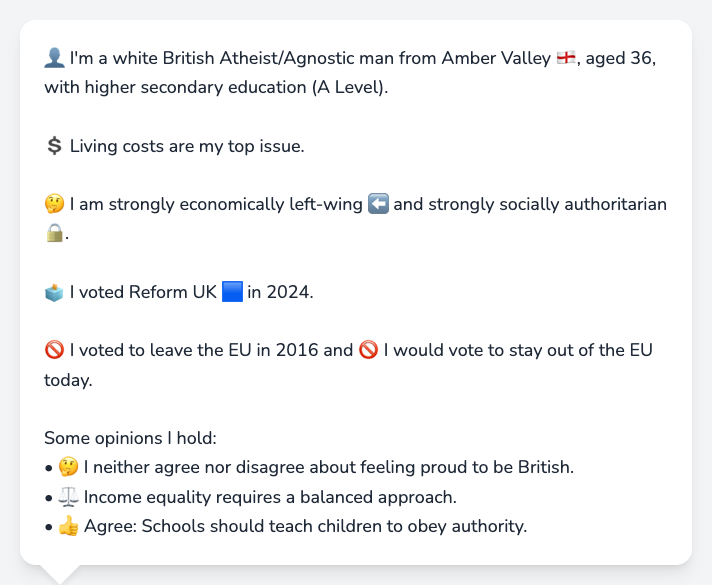 👤 I'm a white British Atheist/Agnostic man from Amber Valley 🏴󠁧󠁢󠁥󠁮󠁧󠁿, aged 36,
with higher secondary education (A Level).
💲 Living costs are my top issue.
🤔 I am strongly economically left-wing ⬅️ and strongly socially authoritarian
🔒.
🗳️ I voted Reform UK 🟦 in 2024.
🚫 I voted to leave the EU in 2016 and 🚫 I would vote to stay out of the EU
today.
Some opinions I hold:
• 🤔 I neither agree nor disagree about feeling proud to be British.
• ⚖️ Income equality requires a balanced approach.
• 👍 Agree: Schools should teach children to obey authority.